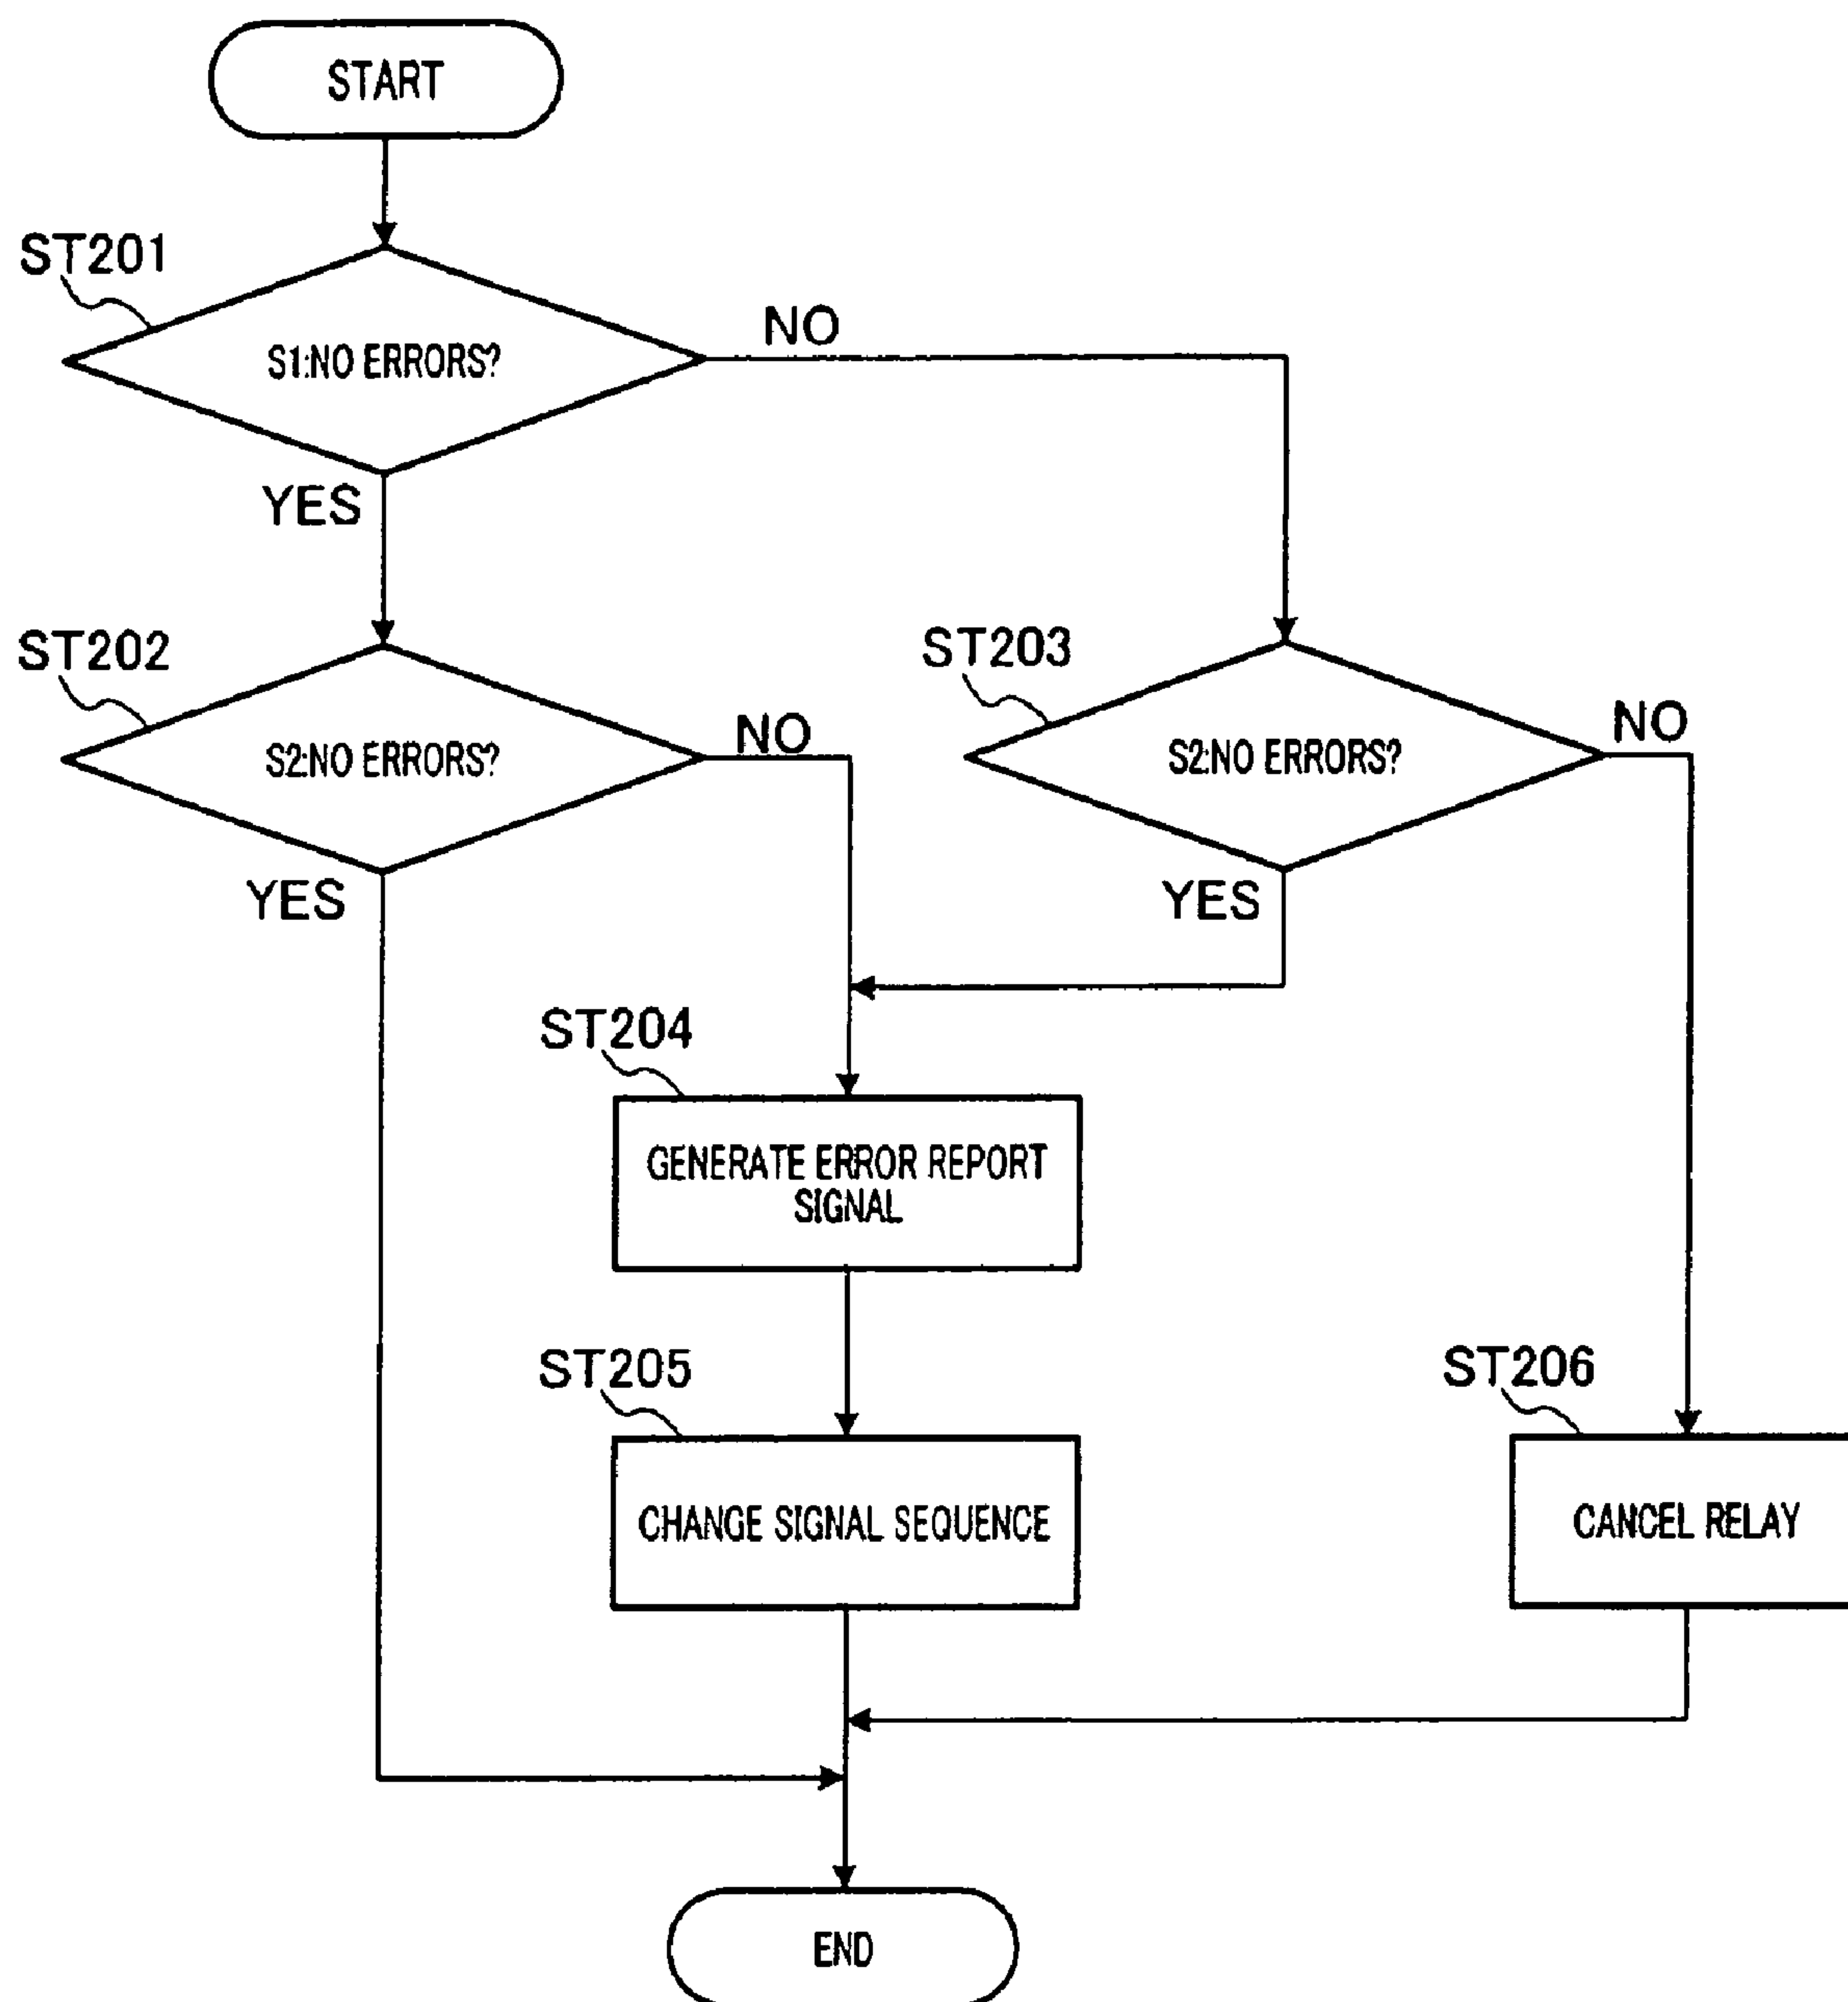 START
ST201
S1:NO ERRORS?
NO
YES
ST202
S2:NO ERRORS?
NO
YES
ST203
S2:NO ERRORS?
NO
YES
ST204
GENERATE ERROR REPORT
SIGNAL
ST205
CHANGE SIGNAL SEQUENCE
ST206
CANCEL RELAY
END